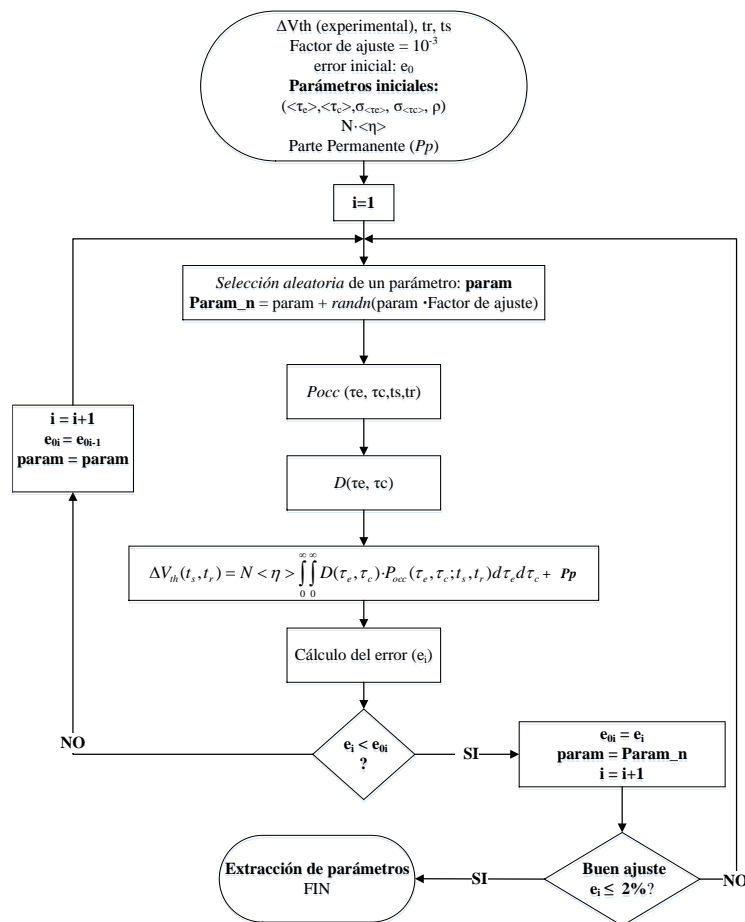 ΔVth (experimental), tr, ts
Factor de ajuste = 10⁻³
error inicial: e₀
Parámetros iniciales:
(<τₑ>,<τ꜀>,σ<τe>, σ<τc>, ρ)
N·<η>
Parte Permanente (Pp)
i=1
Selección aleatoria de un parámetro: param
Param_n = param + randn(param ·Factor de ajuste)
Pocc (τe, τc,ts,tr)
i = i+1
e0i = e0i-1
param = param
D(τe, τc)
ΔVth(ts,tr) = N < η > ∫₀^∞ ∫₀^∞ D(τe,τc)·Pocc(τe,τc;ts,tr)dτedτc + Pp
Cálculo del error (ei)
NO
ei < e0i
?
SI
e0i = ei
param = Param_n
i = i+1
Extracción de parámetros
FIN
SI
Buen ajuste
ei ≤ 2%?
NO